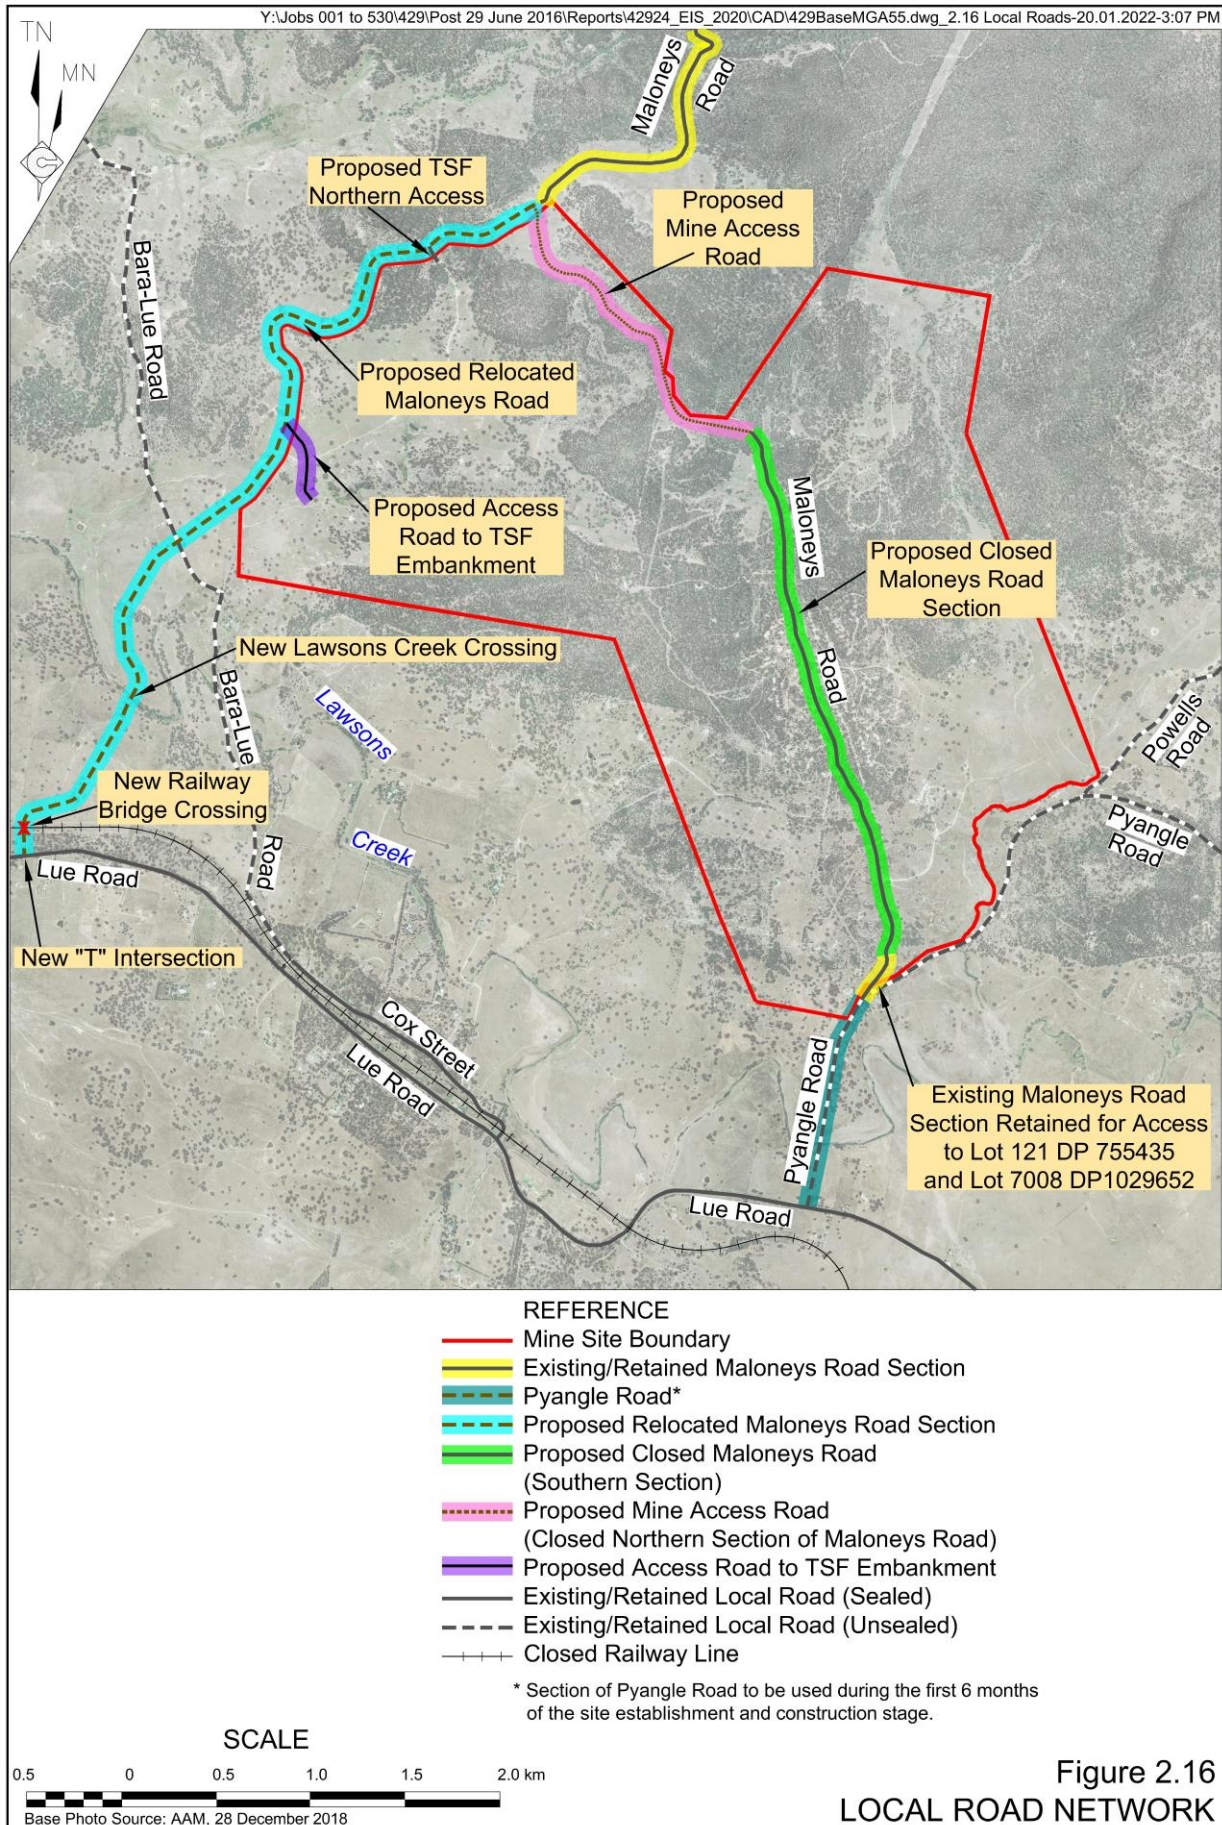 Y:\Jobs 001 to 530\429\Post 29 June 2016\Reports\42924_EIS_2020\CAD\429BaseMGA55.dwg_2.16 Local Roads-20.01.2022-3:07 PM
TN
MN
Maloneys
Road
Proposed TSF
Northern Access
Proposed
Mine Access
Road
Bara-Lue Road
Proposed Relocated
Maloneys Road
Proposed Access
Road to TSF
Embankment
Maloneys
Road
Proposed Closed
Maloneys Road
Section
New Lawsons Creek Crossing
Bara-Lue
Road
Lawsons
Creek
Powells
Road
Pyangle
Road
New Railway
Bridge Crossing
Lue Road
New "T" Intersection
Cox Street
Lue Road
Pyangle Road
Existing Maloneys Road
Section Retained for Access
to Lot 121 DP 755435
and Lot 7008 DP1029652
Lue Road
REFERENCE
Mine Site Boundary
Existing/Retained Maloneys Road Section
Pyangle Road*
Proposed Relocated Maloneys Road Section
Proposed Closed Maloneys Road
(Southern Section)
Proposed Mine Access Road
(Closed Northern Section of Maloneys Road)
Proposed Access Road to TSF Embankment
Existing/Retained Local Road (Sealed)
Existing/Retained Local Road (Unsealed)
Closed Railway Line
* Section of Pyangle Road to be used during the first 6 months
of the site establishment and construction stage.
SCALE
0.5 0 0.5 1.0 1.5 2.0 km
Base Photo Source: AAM, 28 December 2018
Figure 2.16
LOCAL ROAD NETWORK